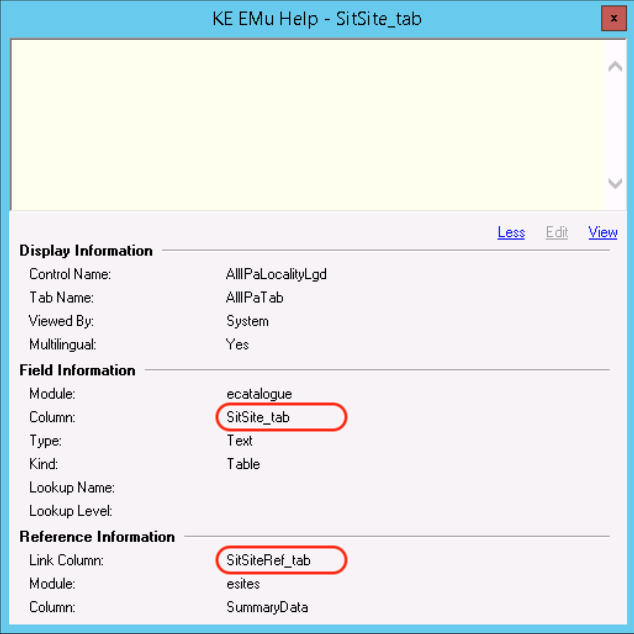 KE EMu Help - SitSite_tab
x
Less Edit View
Display Information
Control Name: AllIPaLocalityLgd
Tab Name: AllIPaTab
Viewed By: System
Multilingual: Yes
Field Information
Module: ecatalogue
Column: SitSite_tab
Type: Text
Kind: Table
Lookup Name:
Lookup Level:
Reference Information
Link Column: SitSiteRef_tab
Module: esites
Column: SummaryData